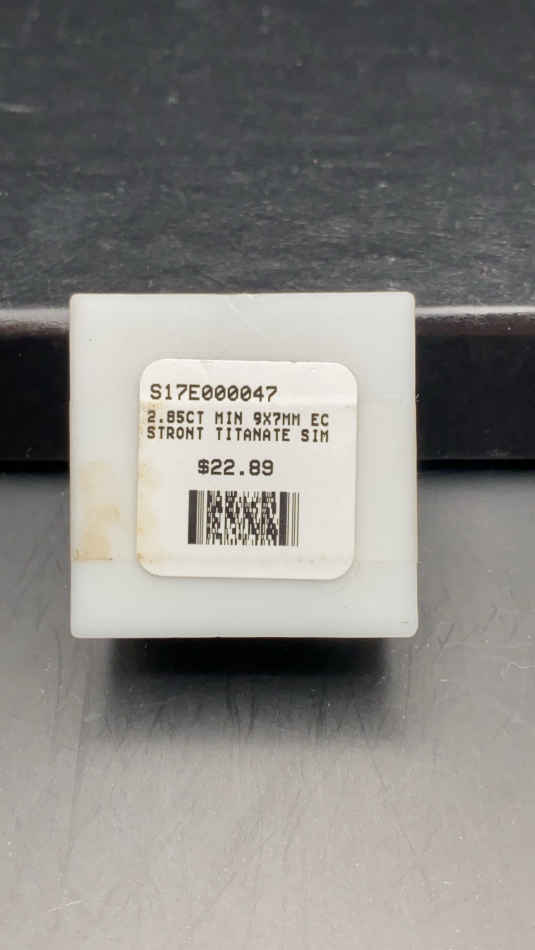 S17E000047
2.85CT MIN 9X7MM EC
STRONT TITANATE SIM
$22.89